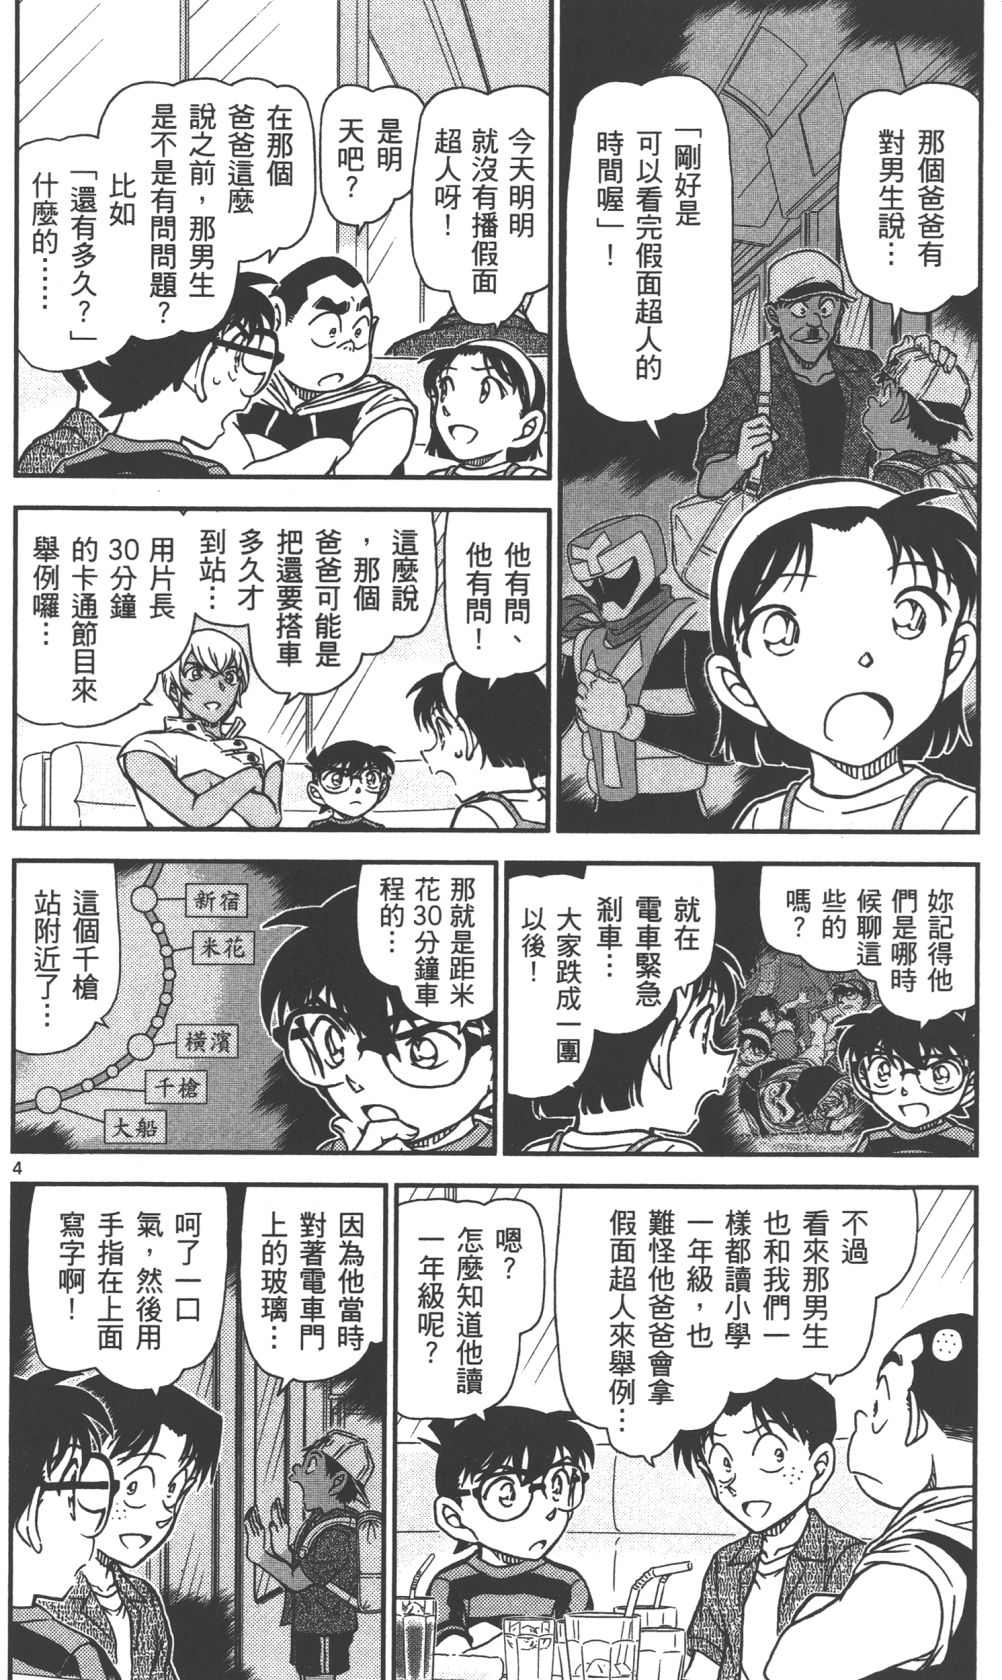 那個爸爸有
對男生說…
「剛好是
可以看完假面超人的
時間喔」！
今天明明
就沒有播假面
超人呀！
是明
天吧？
在那個
爸爸這麼
說之前，那男生
是不是有問問題？
比如
「還有多久？」
什麼的……
他有問、
他有問！
這麼說
，那個
爸爸可能是
把還要搭車
多久才
到站…
用片長
30分鐘
的卡通節目來
舉例囉…
妳記得他
們是哪時
候聊這
些的
嗎？
就在
電車緊急
剎車…
大家跌成一團
以後！
那就是距米
花30分鐘車
程的…
新宿
米花
橫濱
千槍
大船
這個千槍
站附近了…
4
不過
看來那男生
也和我們一
樣都讀小學
一年級，也
難怪他爸爸會拿
假面超人來舉例…
嗯？
怎麼知道他讀
一年級呢？
因為他當時
對著電車門
上的玻璃…
呵了一口
氣，然後用
手指在上面
寫字啊！